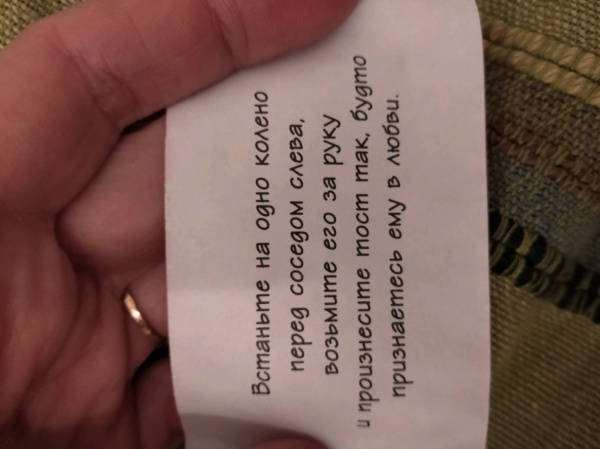 Встаньте на одно колено
перед соседом слева,
возьмите его за руку
и произнесите тост так, будто
признаетесь ему в любви.